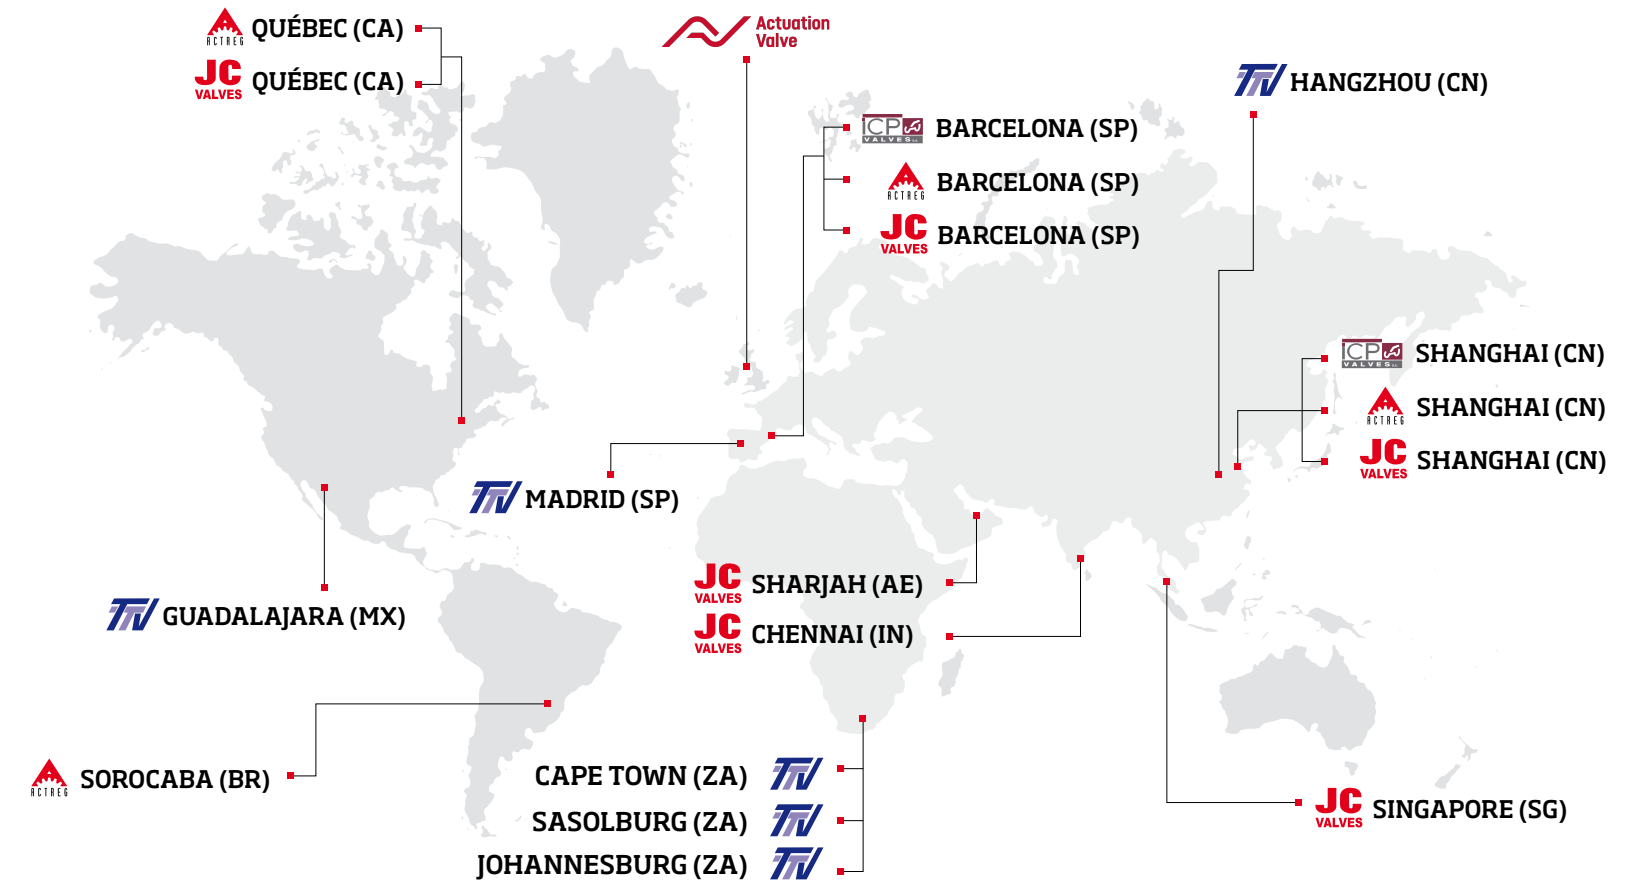 ACTREG QUÉBEC (CA)
JC VALVES QUÉBEC (CA)
Actuation
Valve
TTV HANGZHOU (CN)
ICP VALVES BARCELONA (SP)
ACTREG BARCELONA (SP)
JC VALVES BARCELONA (SP)
ICP VALVES SHANGHAI (CN)
ACTREG SHANGHAI (CN)
JC VALVES SHANGHAI (CN)
TTV MADRID (SP)
JC VALVES SHARJAH (AE)
JC VALVES CHENNAI (IN)
TTV GUADALAJARA (MX)
ACTREG SOROCABA (BR)
CAPE TOWN (ZA) TTV
SASOLBURG (ZA) TTV
JOHANNESBURG (ZA) TTV
JC VALVES SINGAPORE (SG)